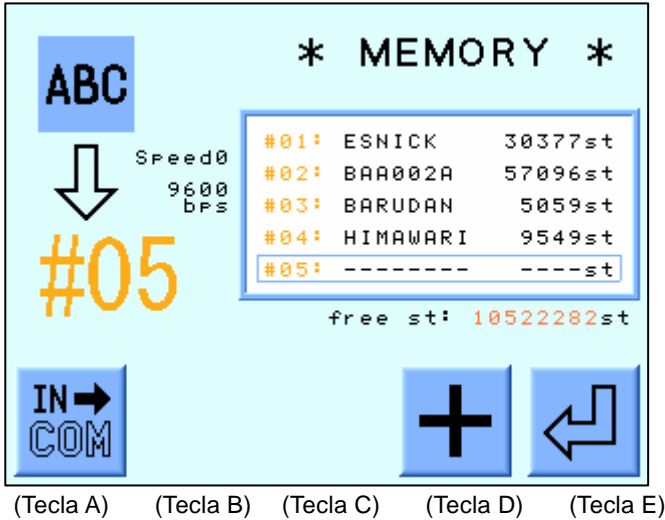 * MEMORY *
ABC
Speed0
9600
bps
#05
#01: ESNICK 30377st
#02: BAA002A 57096st
#03: BARUDAN 5059st
#04: HIMAWARI 9549st
#05: -------- ----st
free st: 10522282st
IN
COM
(Tecla A) (Tecla B) (Tecla C) (Tecla D) (Tecla E)